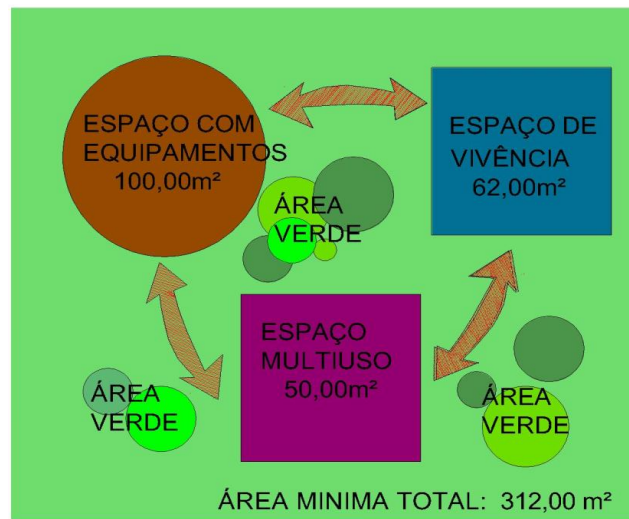 ESPAÇO COM
EQUIPAMENTOS
100,00m²
ESPAÇO DE
VIVÊNCIA
62,00m²
ÁREA
VERDE
ESPAÇO
MULTIUSO
50,00m²
ÁREA
VERDE
ÁREA
VERDE
ÁREA MINIMA TOTAL: 312,00 m²